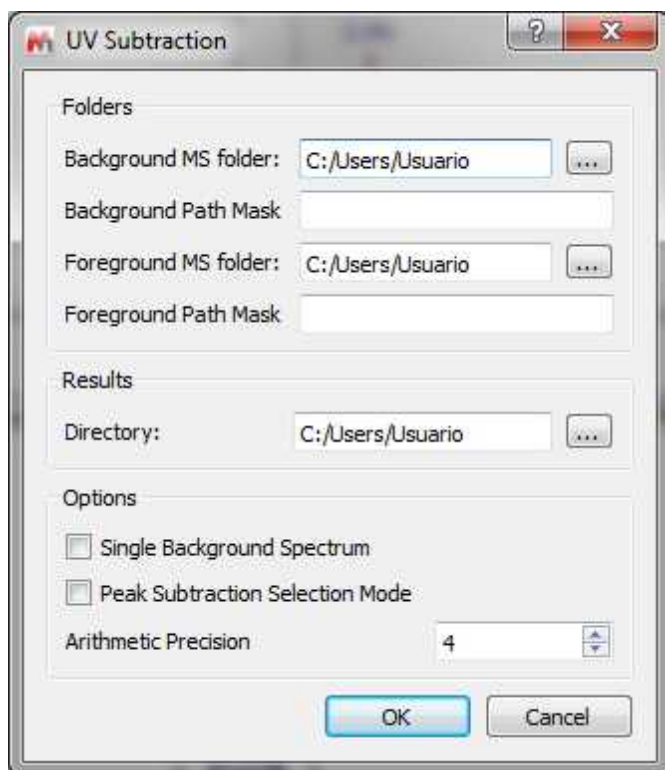 UV Subtraction
?
Folders
Background MS folder: C:/Users/Usuario ...
Background Path Mask
Foreground MS folder: C:/Users/Usuario ...
Foreground Path Mask
Results
Directory: C:/Users/Usuario ...
Options
Single Background Spectrum
Peak Subtraction Selection Mode
Arithmetic Precision 4
OK Cancel